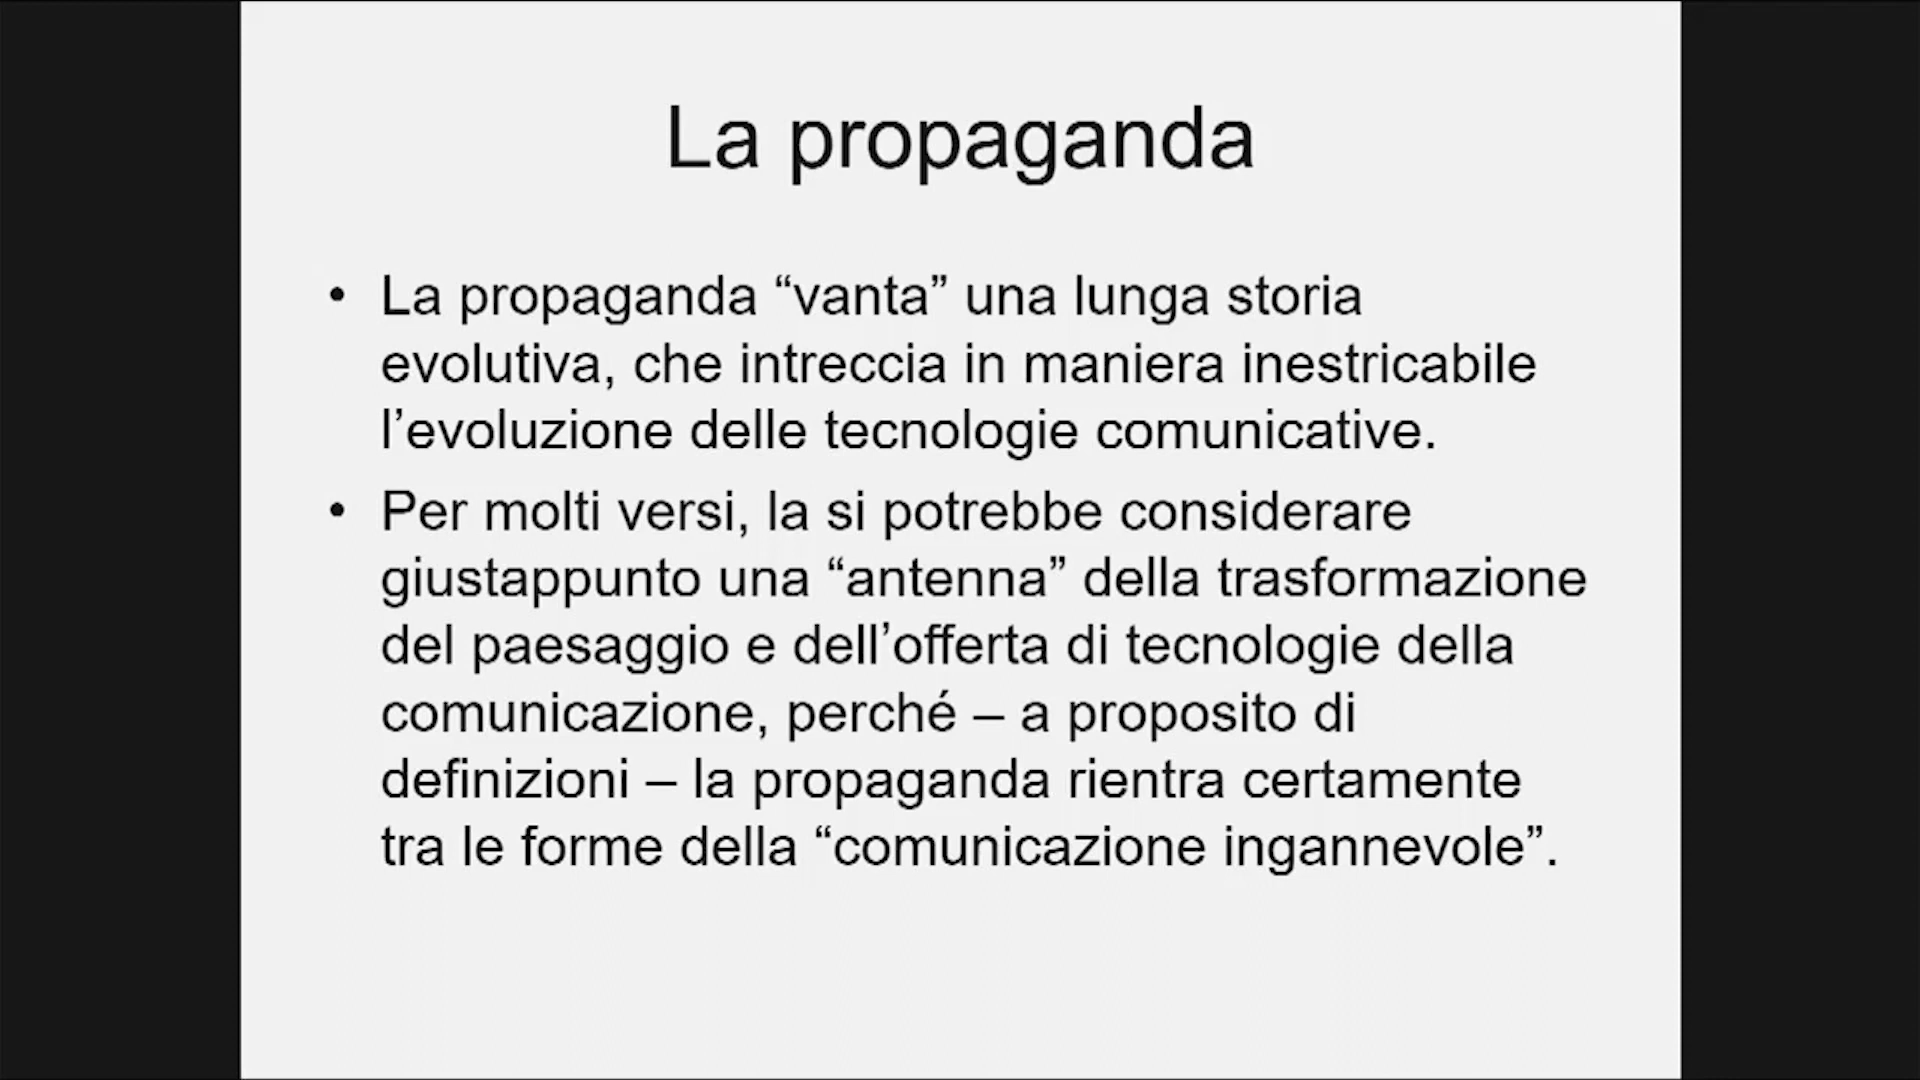 La propaganda
• La propaganda “vanta” una lunga storia
evolutiva, che intreccia in maniera inestricabile
l’evoluzione delle tecnologie comunicative.
• Per molti versi, la si potrebbe considerare
giustappunto una “antenna” della trasformazione
del paesaggio e dell’offerta di tecnologie della
comunicazione, perché – a proposito di
definizioni – la propaganda rientra certamente
tra le forme della “comunicazione ingannevole”.